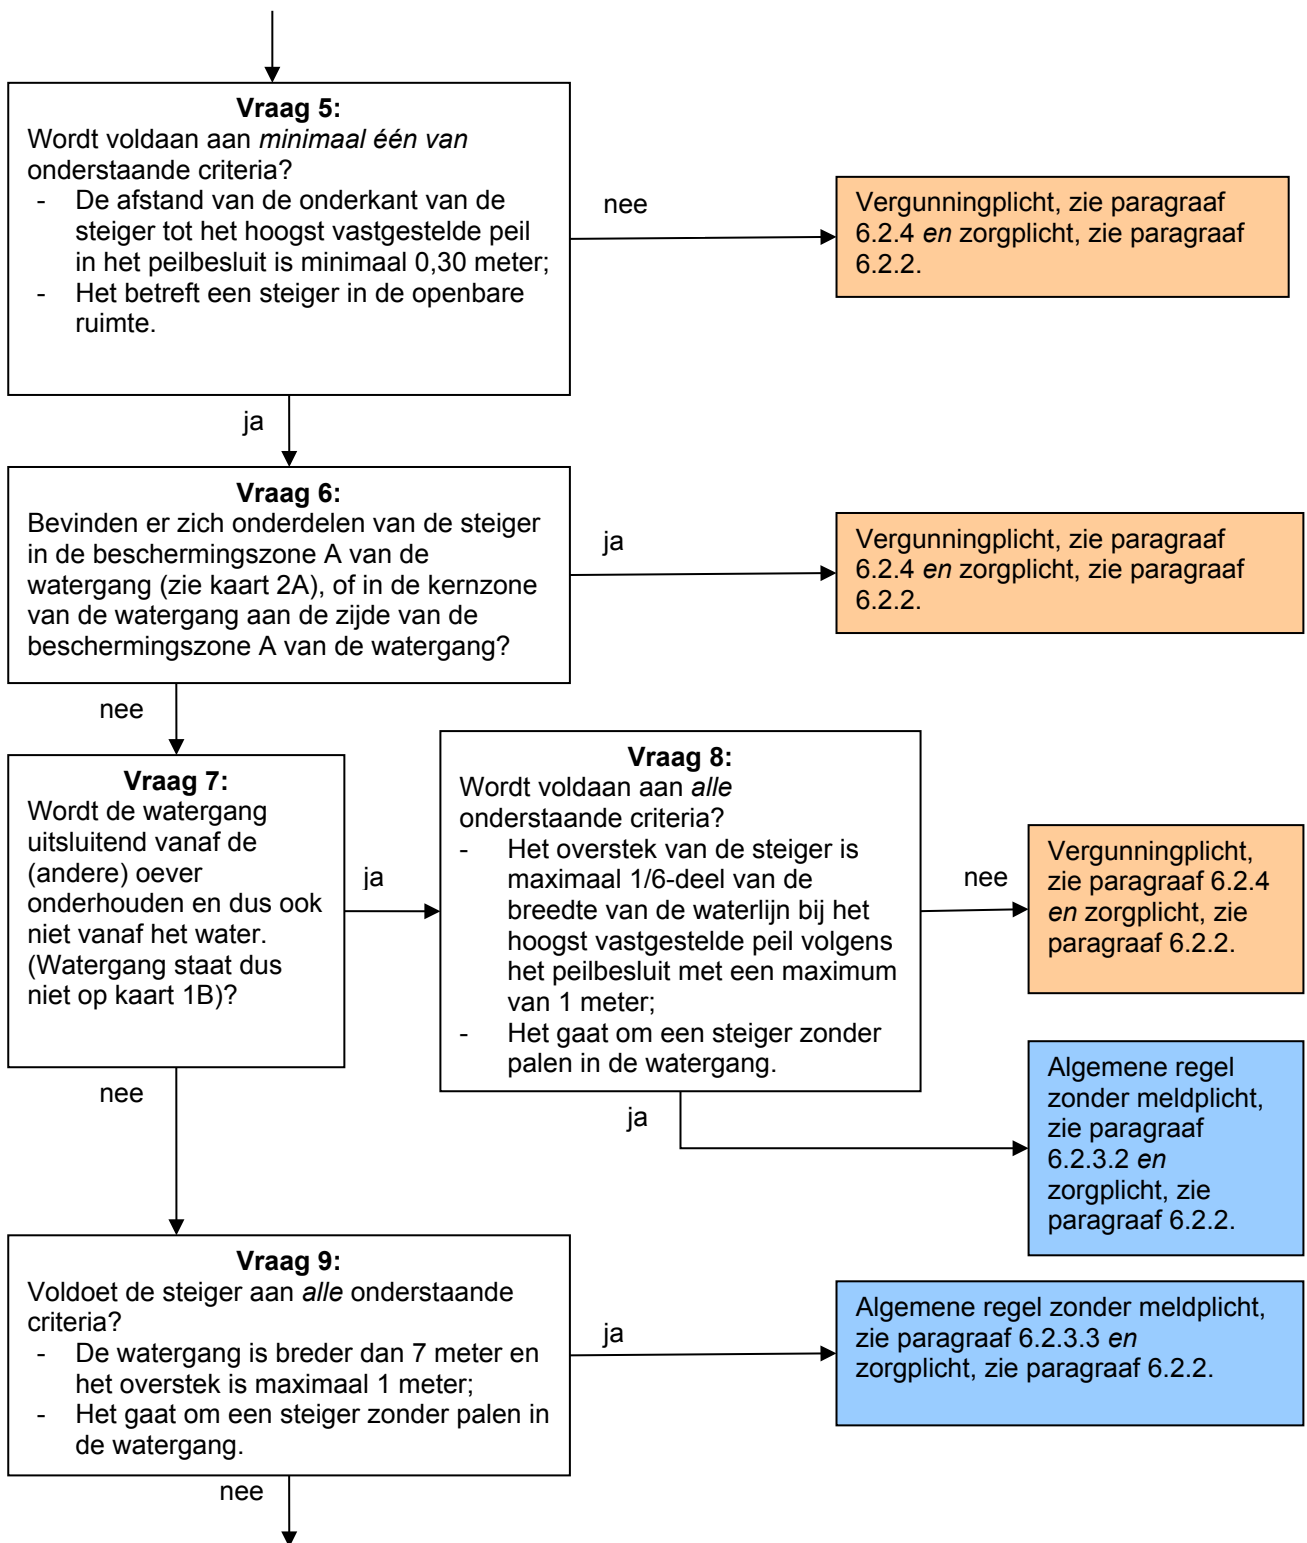 Vraag 5:
Wordt voldaan aan minimaal één van
onderstaande criteria?
- De afstand van de onderkant van de
steiger tot het hoogst vastgestelde peil
in het peilbesluit is minimaal 0,30 meter;
- Het betreft een steiger in de openbare
ruimte.
nee
Vergunningplicht, zie paragraaf
6.2.4 en zorgplicht, zie paragraaf
6.2.2.
ja
Vraag 6:
Bevinden er zich onderdelen van de steiger
in de beschermingszone A van de
watergang (zie kaart 2A), of in de kernzone
van de watergang aan de zijde van de
beschermingszone A van de watergang?
ja
Vergunningplicht, zie paragraaf
6.2.4 en zorgplicht, zie paragraaf
6.2.2.
nee
Vraag 7:
Wordt de watergang
uitsluitend vanaf de
(andere) oever
onderhouden en dus ook
niet vanaf het water.
(Watergang staat dus
niet op kaart 1B)?
ja
Vraag 8:
Wordt voldaan aan alle
onderstaande criteria?
- Het overstek van de steiger is
maximaal 1/6-deel van de
breedte van de waterlijn bij het
hoogst vastgestelde peil volgens
het peilbesluit met een maximum
van 1 meter;
- Het gaat om een steiger zonder
palen in de watergang.
nee
Vergunningplicht,
zie paragraaf 6.2.4
en zorgplicht, zie
paragraaf 6.2.2.
ja
Algemene regel
zonder meldplicht,
zie paragraaf
6.2.3.2 en
zorgplicht, zie
paragraaf 6.2.2.
nee
Vraag 9:
Voldoet de steiger aan alle onderstaande
criteria?
- De watergang is breder dan 7 meter en
het overstek is maximaal 1 meter;
- Het gaat om een steiger zonder palen in
de watergang.
ja
Algemene regel zonder meldplicht,
zie paragraaf 6.2.3.3 en
zorgplicht, zie paragraaf 6.2.2.
nee